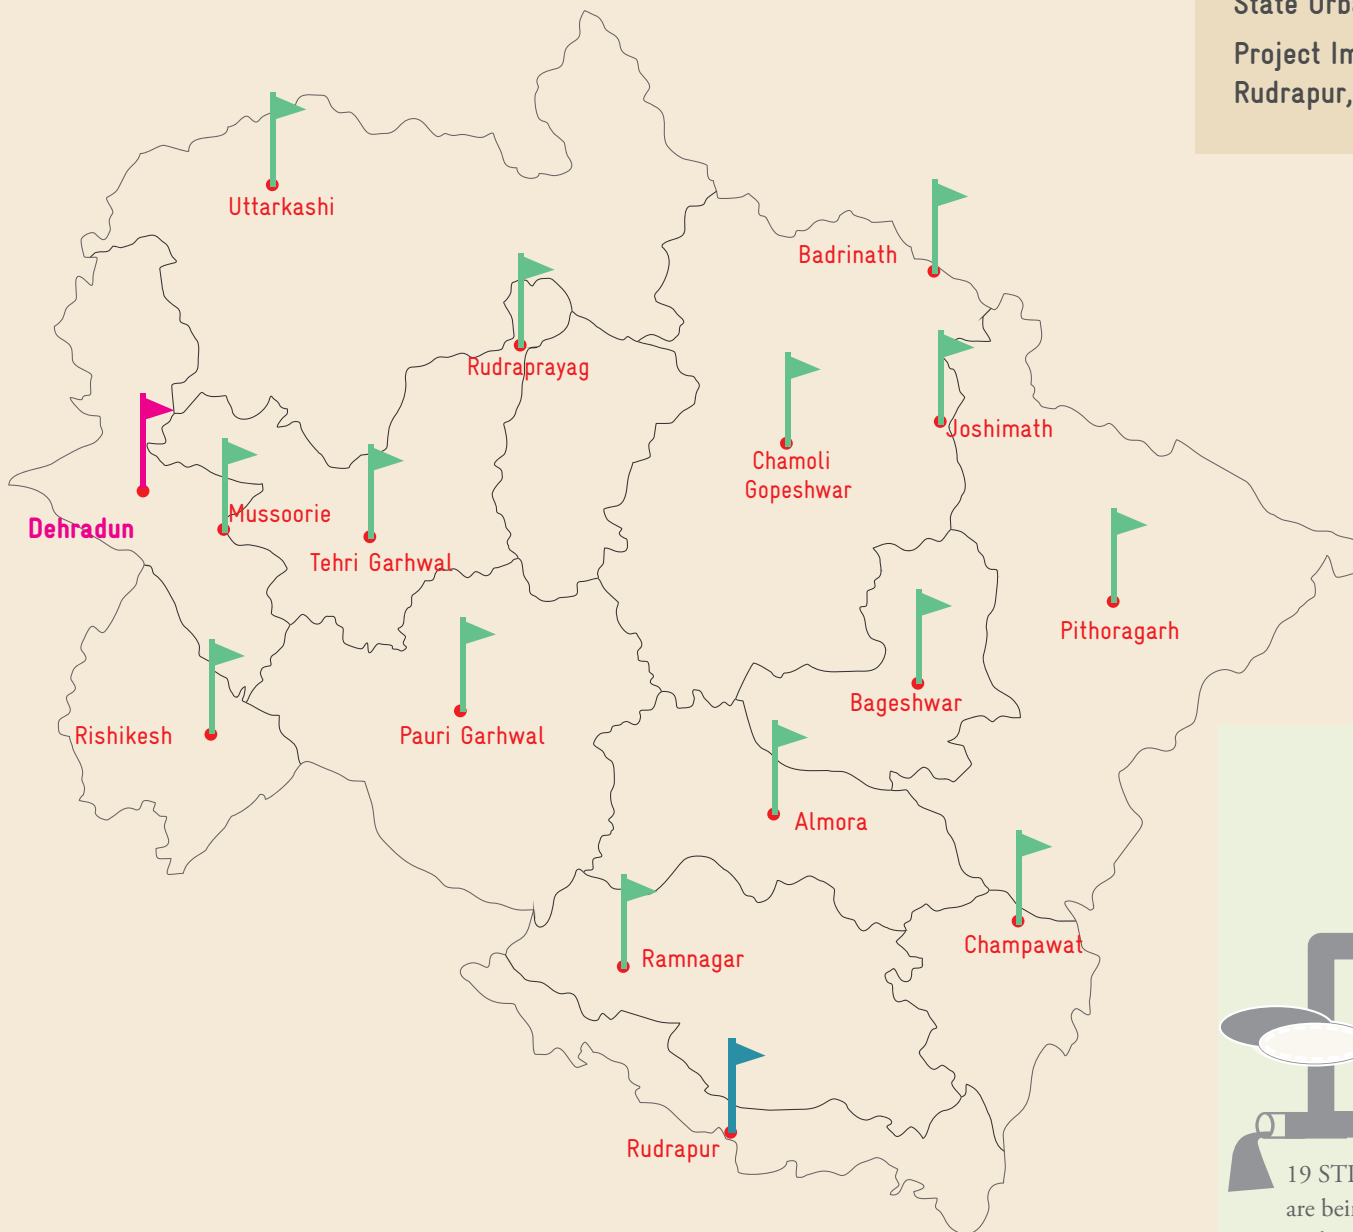 State Urb
Project Im
Rudrapur,
Uttarkashi
Badrinath
Rudraprayag
Joshimath
Chamoli
Gopeshwar
Mussoorie
Dehradun
Tehri Garhwal
Pithoragarh
Bageshwar
Rishikesh
Pauri Garhwal
Almora
Champawat
Ramnagar
Rudrapur
19 STI
are bein